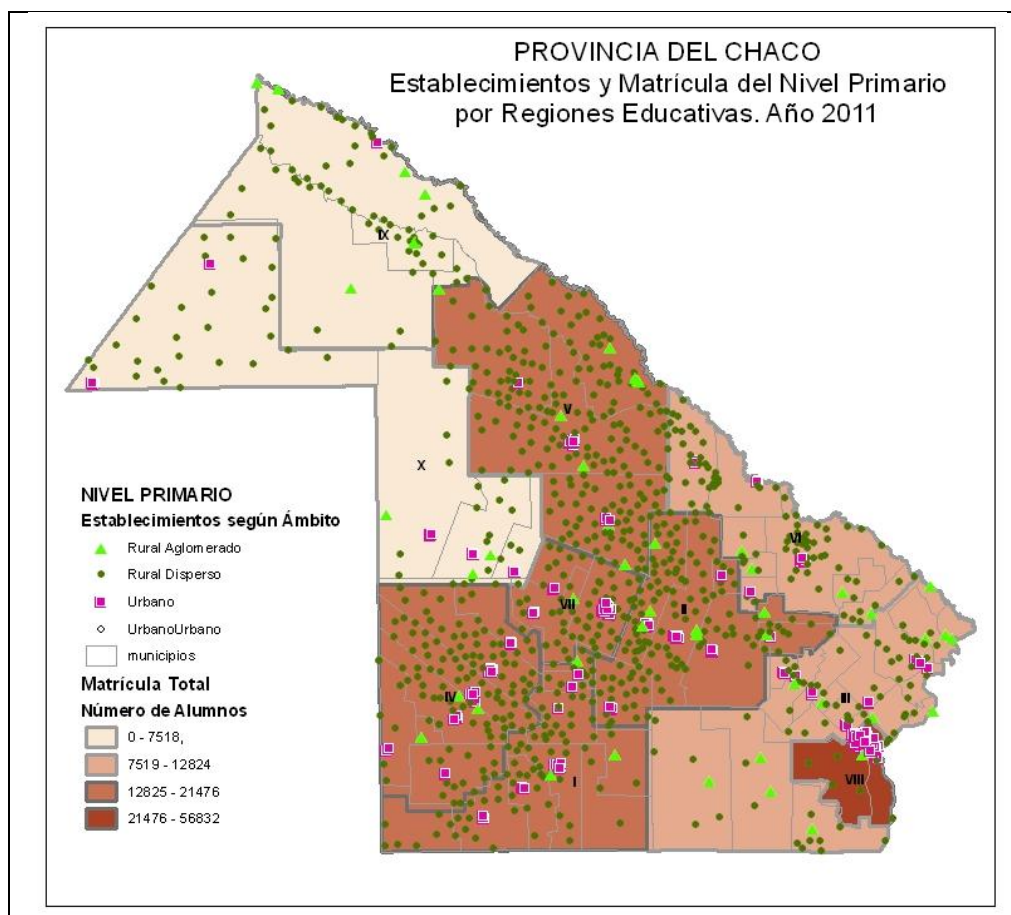 PROVINCIA DEL CHACO
Establecimientos y Matrícula del Nivel Primario
por Regiones Educativas. Año 2011
IX
V
X
VI
VII
II
IV
III
I
VIII
NIVEL PRIMARIO
Establecimientos según Ámbito
Rural Aglomerado
Rural Disperso
Urbano
UrbanoUrbano
municipios
Matrícula Total
Número de Alumnos
0 - 7518,
7519 - 12824
12825 - 21476
21476 - 56832